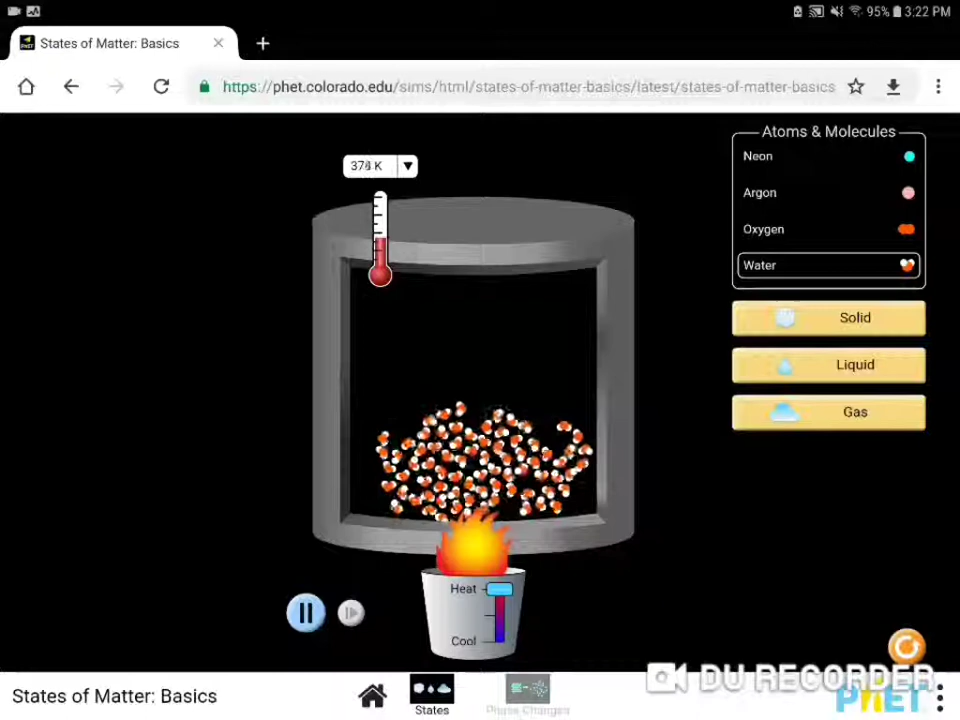 95% 3:22 PM
States of Matter: Basics
https://phet.colorado.edu/sims/html/states-of-matter-basics/latest/states-of-matter-basics
Atoms & Molecules
Neon
K
Argon
Oxygen
Water
Solid
Liquid
Gas
Heat
Cool
DU RECORDER
States of Matter: Basics
PhET
States
Phase Changes